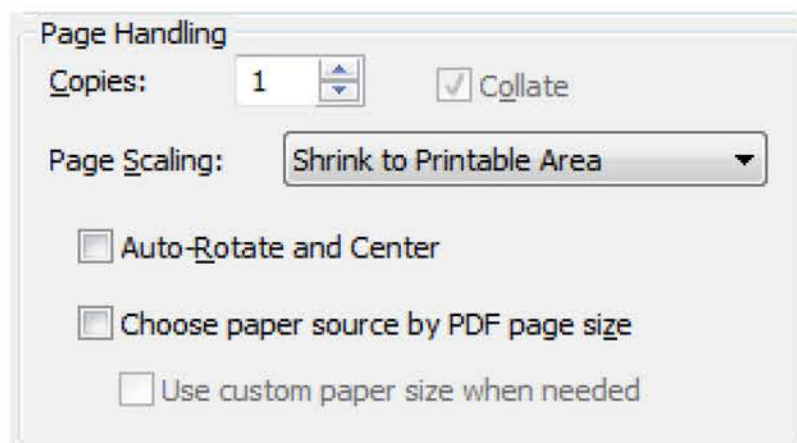 Page Handling
Copies: 1 Collate
Page Scaling: Shrink to Printable Area
Auto-Rotate and Center
Choose paper source by PDF page size
Use custom paper size when needed